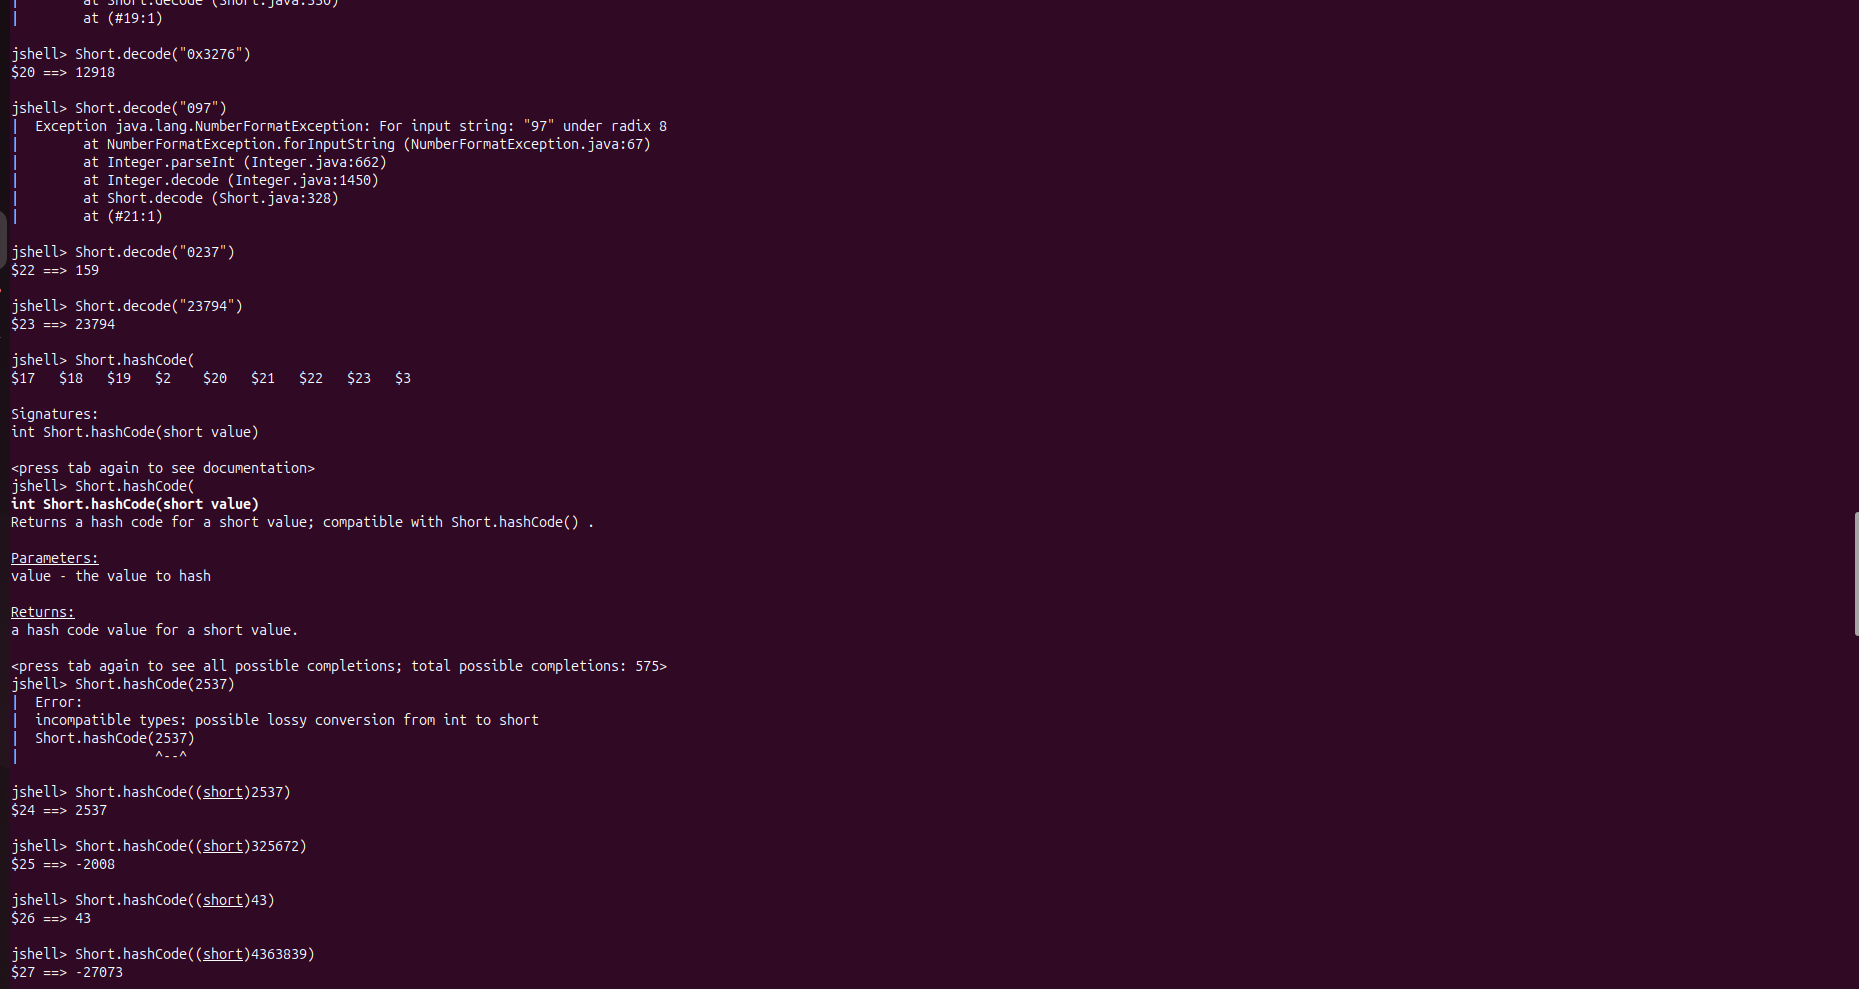 |        at Short.decode (Short.java:330)
|        at (#19:1)
jshell> Short.decode("0x3276")
$20 ==> 12918
jshell> Short.decode("097")
|  Exception java.lang.NumberFormatException: For input string: "97" under radix 8
|        at NumberFormatException.forInputString (NumberFormatException.java:67)
|        at Integer.parseInt (Integer.java:662)
|        at Integer.decode (Integer.java:1450)
|        at Short.decode (Short.java:328)
|        at (#21:1)
jshell> Short.decode("0237")
$22 ==> 159
jshell> Short.decode("23794")
$23 ==> 23794
jshell> Short.hashCode(
$17   $18   $19   $2    $20   $21   $22   $23   $3
Signatures:
int Short.hashCode(short value)
<press tab again to see documentation>
jshell> Short.hashCode(
int Short.hashCode(short value)
Returns a hash code for a short value; compatible with Short.hashCode() .
Parameters:
value - the value to hash
Returns:
a hash code value for a short value.
<press tab again to see all possible completions; total possible completions: 575>
jshell> Short.hashCode(2537)
|  Error:
|  incompatible types: possible lossy conversion from int to short
|  Short.hashCode(2537)
|                 ^--^
jshell> Short.hashCode((short)2537)
$24 ==> 2537
jshell> Short.hashCode((short)325672)
$25 ==> -2008
jshell> Short.hashCode((short)43)
$26 ==> 43
jshell> Short.hashCode((short)4363839)
$27 ==> -27073